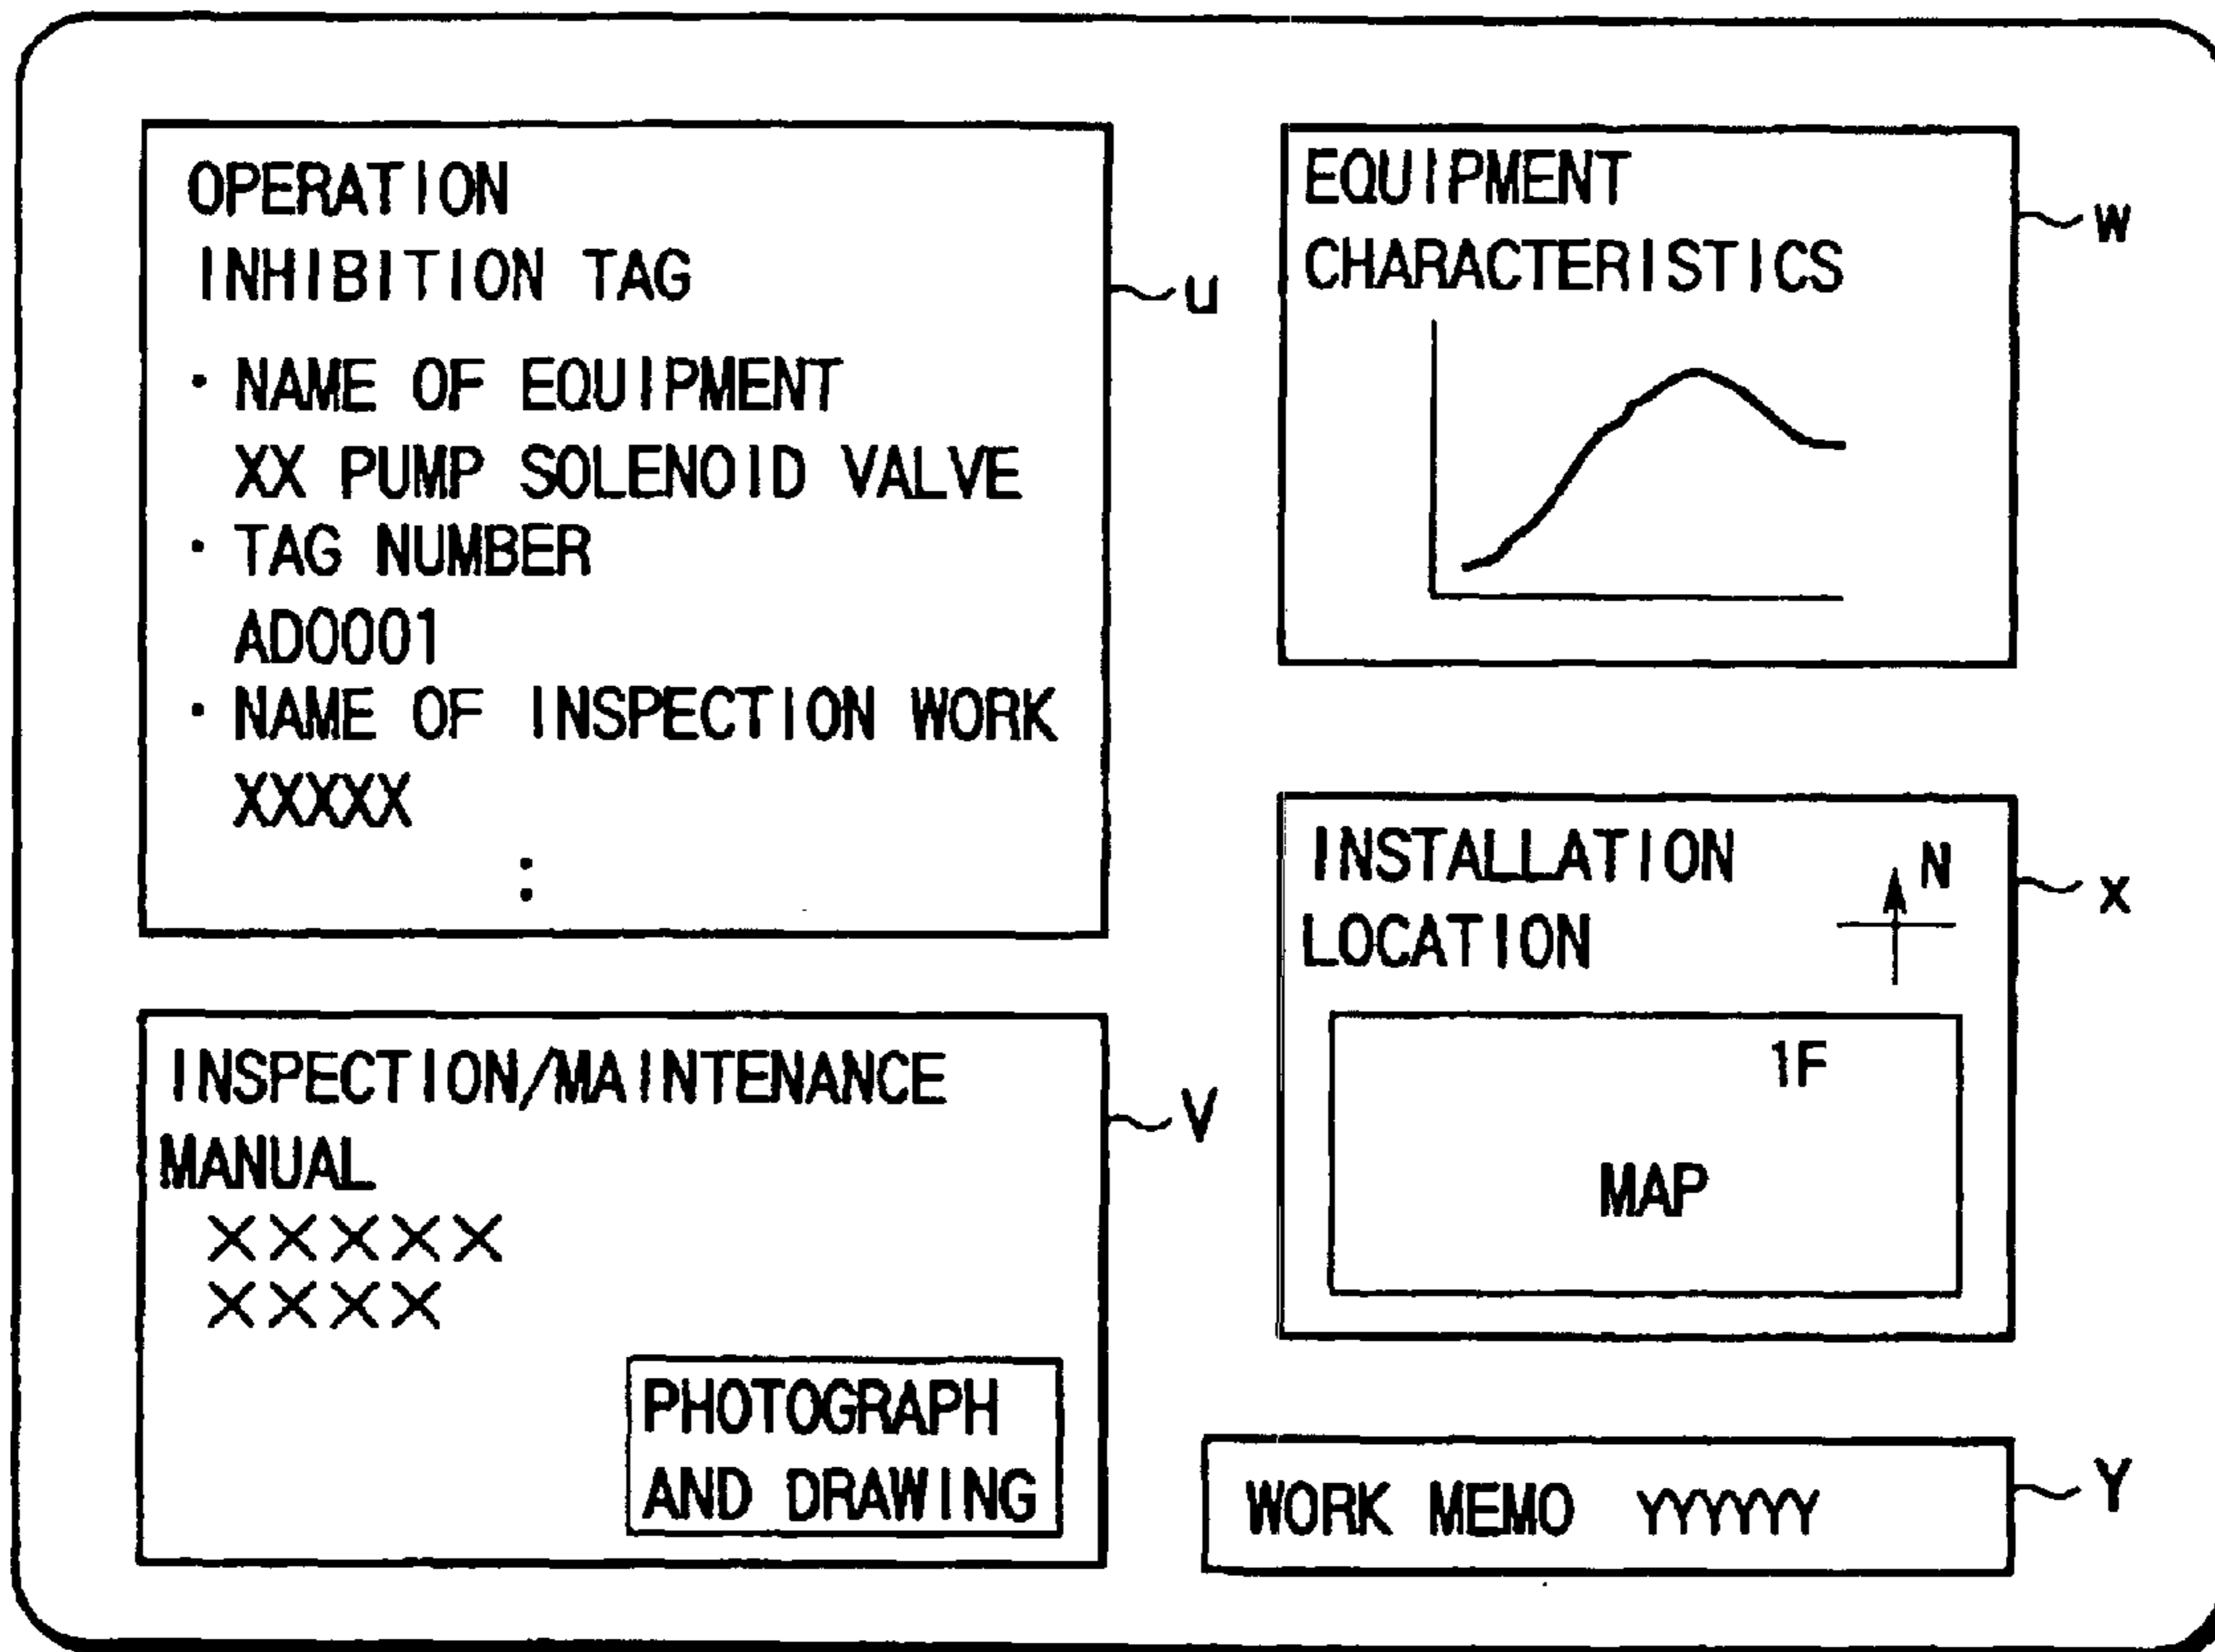 OPERATION
INHIBITION TAG
・NAME OF EQUIPMENT
XX PUMP SOLENOID VALVE
・TAG NUMBER
AD0001
・NAME OF INSPECTION WORK
XXXXX
:
u
INSPECTION/MAINTENANCE
MANUAL
×××××
××××
PHOTOGRAPH
AND DRAWING
V
EQUIPMENT
CHARACTERISTICS
W
INSTALLATION
LOCATION
N
1F
MAP
X
WORK MEMO YYYYYY
Y